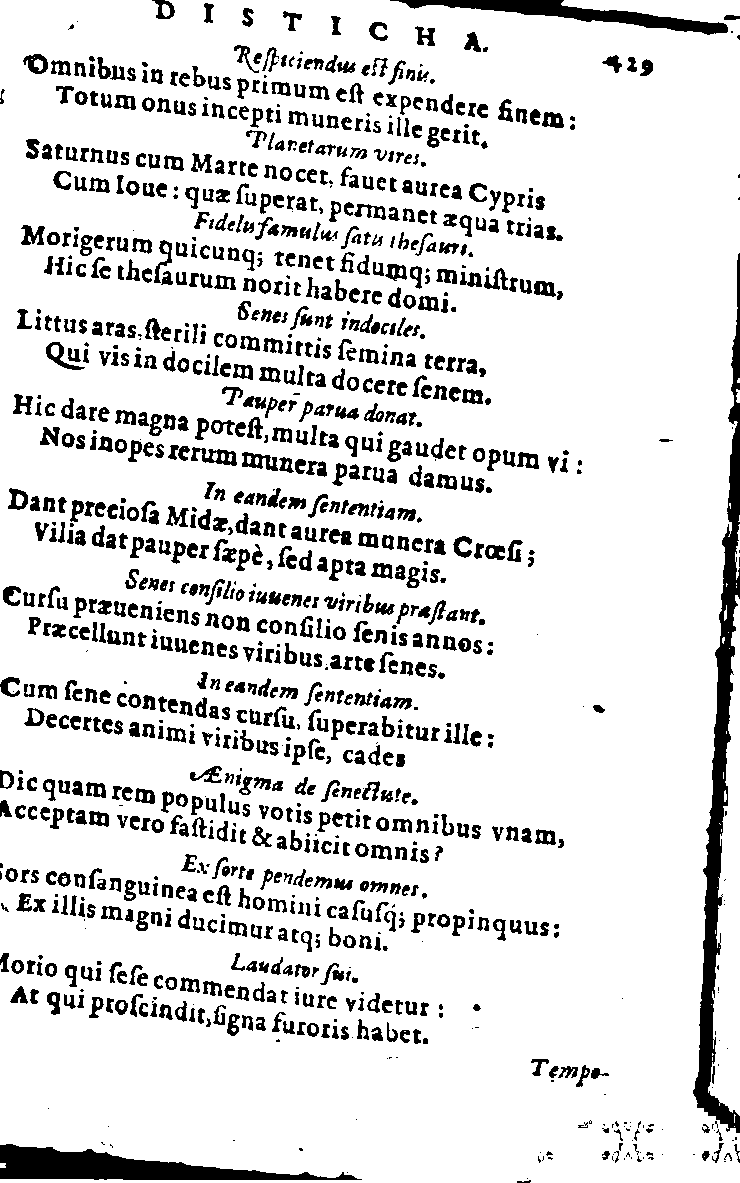 DISTICHA. 429
Reſpiciendus eſt finis.
Omnibus in rebus primum eſt expendere finem:
Totum onus incepti muneris ille gerit.
Planetarum vires.
Saturnus cum Marte nocet, fauet aurea Cypris
Cum Ioue: quæ ſuperat, permanet æqua trias.
Fidelis famulus ſatis theſauri.
Morigerum quicunq; tenet fidumq; miniſtrum,
Hic ſe theſaurum norit habere domi.
Senes ſunt indociles.
Littus aras, ſterili committis ſemina terra,
Qui vis in docilem multa docere ſenem.
Pauper parua donat.
Hic dare magna poteſt, multa qui gaudet opum vi:
Nos inopes rerum munera parua damus.
In eandem ſententiam.
Dant precioſa Midæ, dant aurea munera Crœſi;
Vilia dat pauper ſæpè, ſed apta magis.
Senes conſilio iuuenes viribus præſtant.
Curſu præueniens non conſilio ſenis annos:
Præcellunt iuuenes viribus, arte ſenes.
In eandem ſententiam.
Cum ſene contendas curſu, ſuperabitur ille:
Decertes animi viribus ipſe, cades
Ænigma de ſenectute.
Dic quam rem populus votis petit omnibus vnam,
Acceptam vero faſtidit & abiicit omnis?
Ex ſorte pendemus omnes.
Sors conſanguinea eſt homini caſuſq; propinquus:
Ex illis magni ducimur atq; boni.
Laudator ſui.
Morio qui ſeſe commendat iure videtur:
At qui proſcindit, ſigna furoris habet.
Tempo-